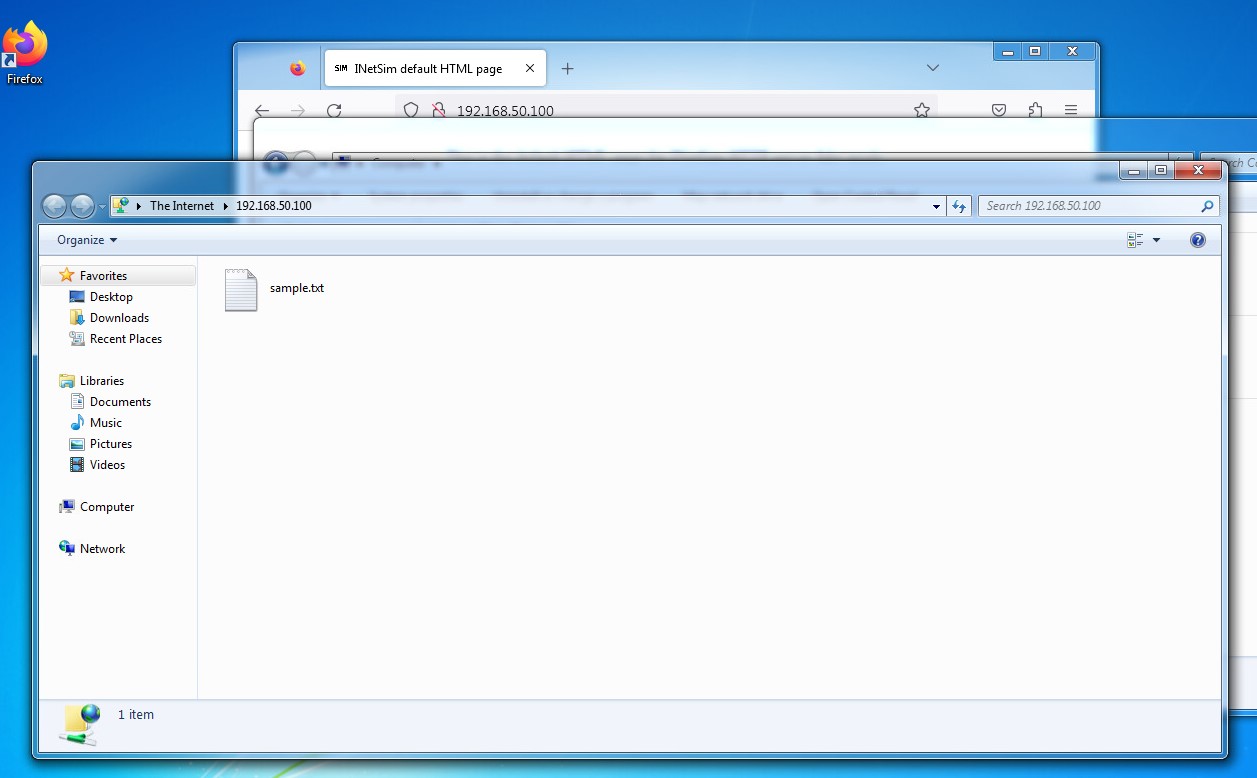 Firefox
SIM INetSim default HTML page
192.168.50.100
The Internet
192.168.50.100
Search 192.168.50.100
Organize
Favorites
Desktop
Downloads
Recent Places
sample.txt
Libraries
Documents
Music
Pictures
Videos
Computer
Network
1 item